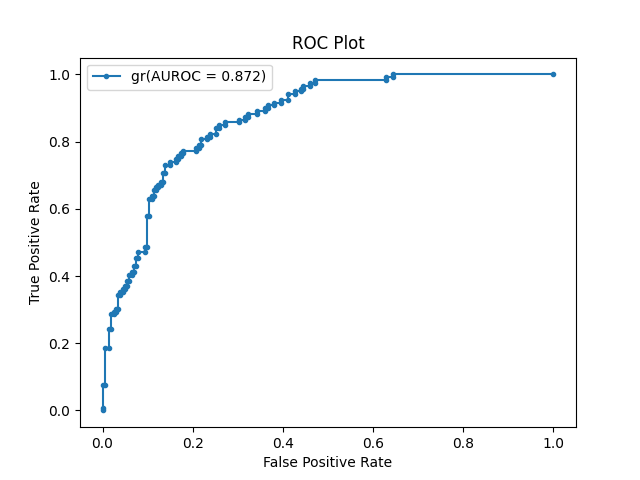 ROC Plot
gr(AUROC = 0.872)
1.0
0.8
0.6
0.4
0.2
0.0
True Positive Rate
0.0 0.2 0.4 0.6 0.8 1.0
False Positive Rate